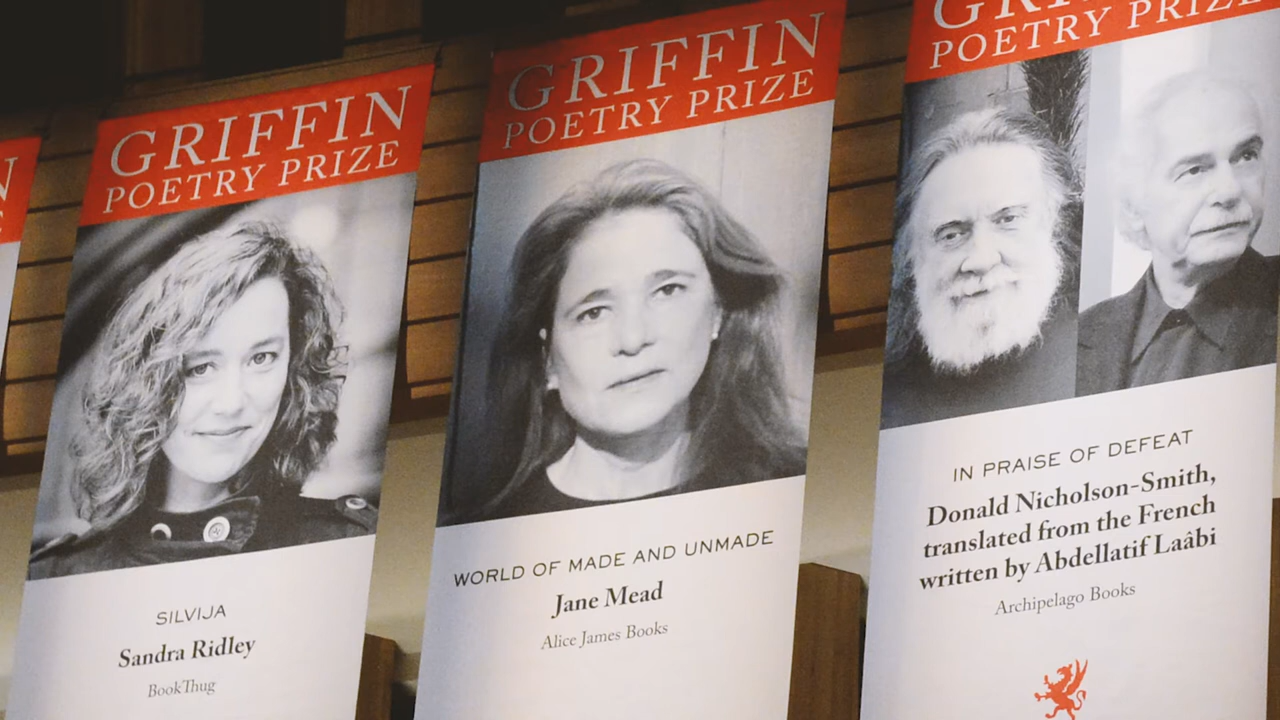 GRIFFIN
POETRY PRIZE
SILVIJA
Sandra Ridley
BookThug
GRIFFIN
POETRY PRIZE
WORLD OF MADE AND UNMADE
Jane Mead
Alice James Books
POETRY PRIZE
IN PRAISE OF DEFEAT
Donald Nicholson-Smith,
translated from the French
written by Abdellatif Laâbi
Archipelago Books